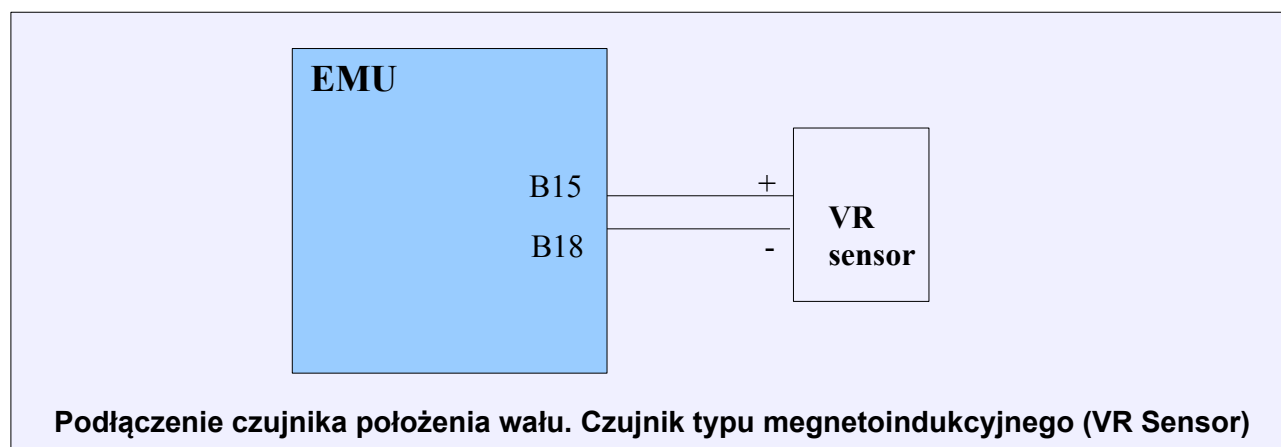 EMU
B15
+
VR
sensor
B18
-
Podłączenie czujnika położenia wału. Czujnik typu megnetoindukcyjnego (VR Sensor)